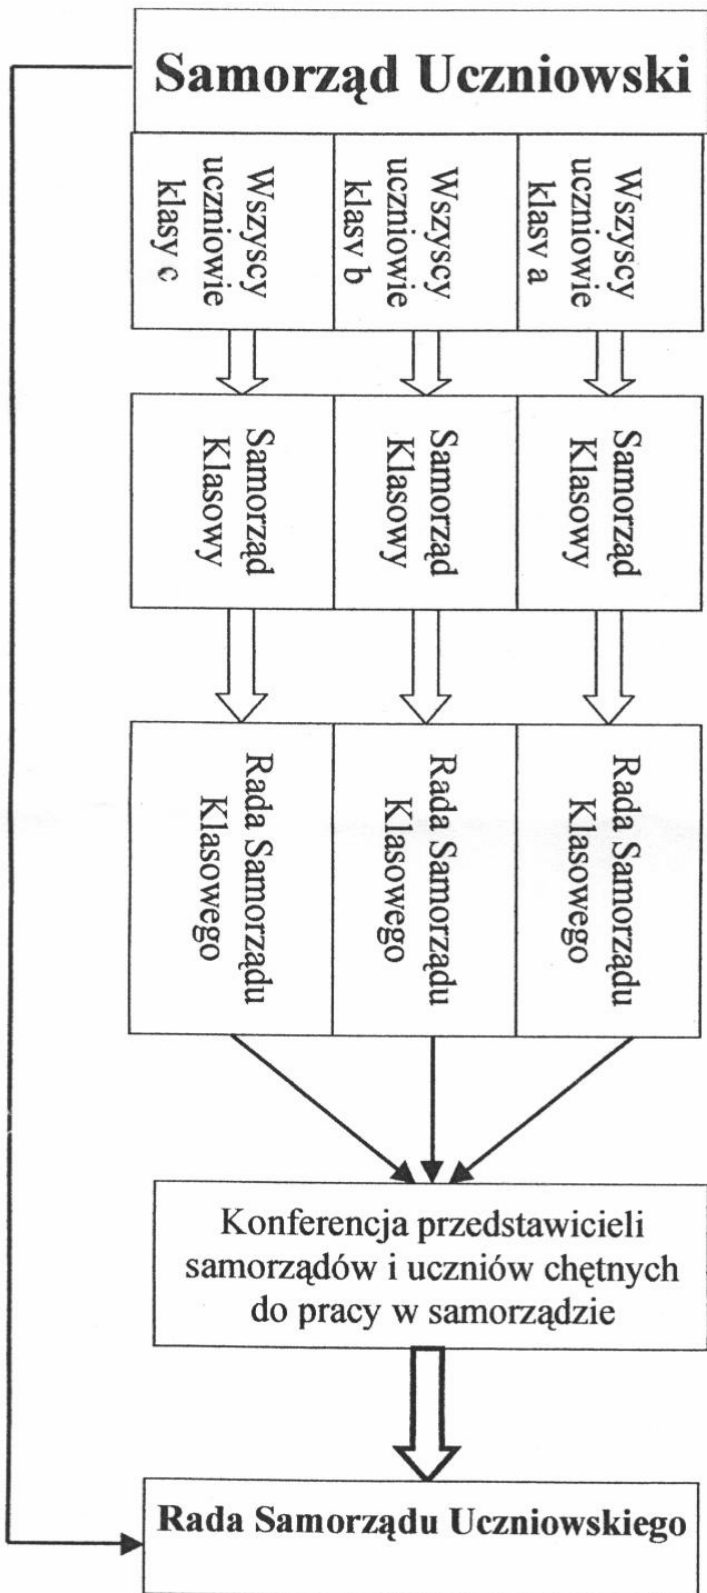 Samorząd Uczniowski
Wszyscy
uczniowie
klasy c
Wszyscy
uczniowie
klasy b
Wszyscy
uczniowie
klasy a
Samorząd
Klasowy
Samorząd
Klasowy
Samorząd
Klasowy
Rada Samorządu
Klasowego
Rada Samorządu
Klasowego
Rada Samorządu
Klasowego
Konferencja przedstawicieli
samorządów i uczniów chętnych
do pracy w samorządzie
Rada Samorządu Uczniowskiego